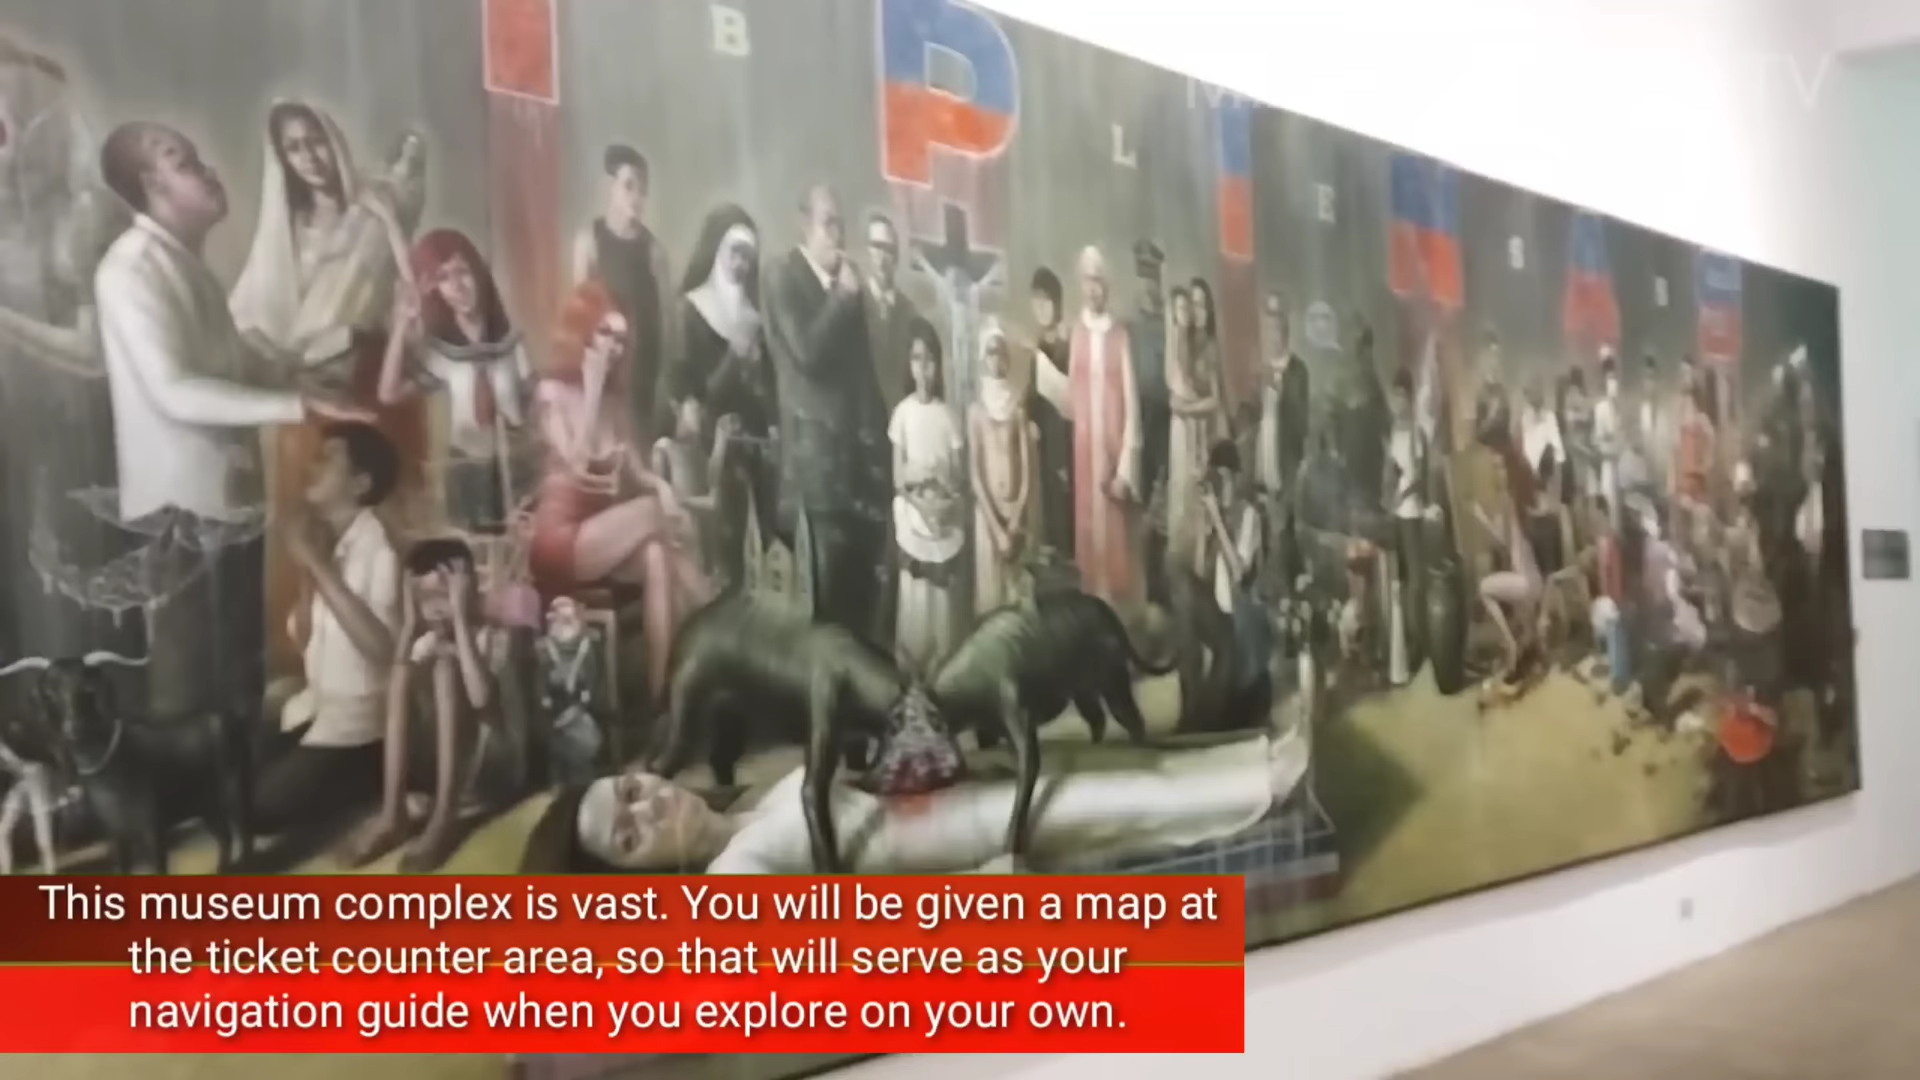 B
P
L
E
S
This museum complex is vast. You will be given a map at
the ticket counter area, so that will serve as your
navigation guide when you explore on your own.
TV